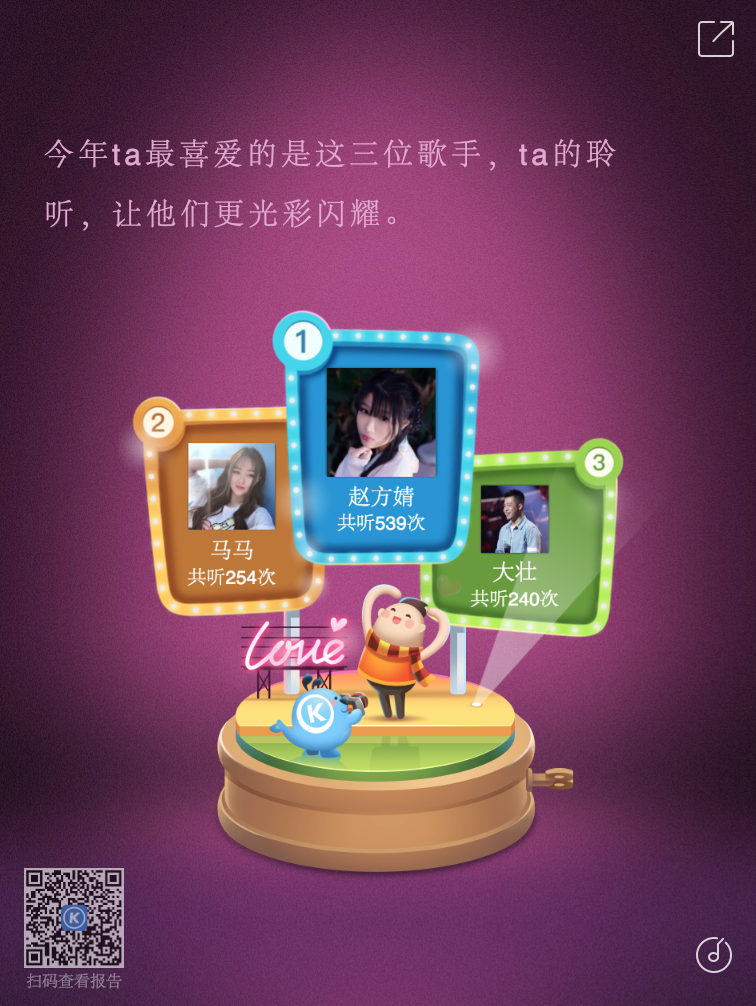 今年ta最喜爱的是这三位歌手，ta的聆
听，让他们更光彩闪耀。
1
赵方婧
共听539次
2
马马
共听254次
3
大壮
共听240次
Love
K
K
扫码查看报告